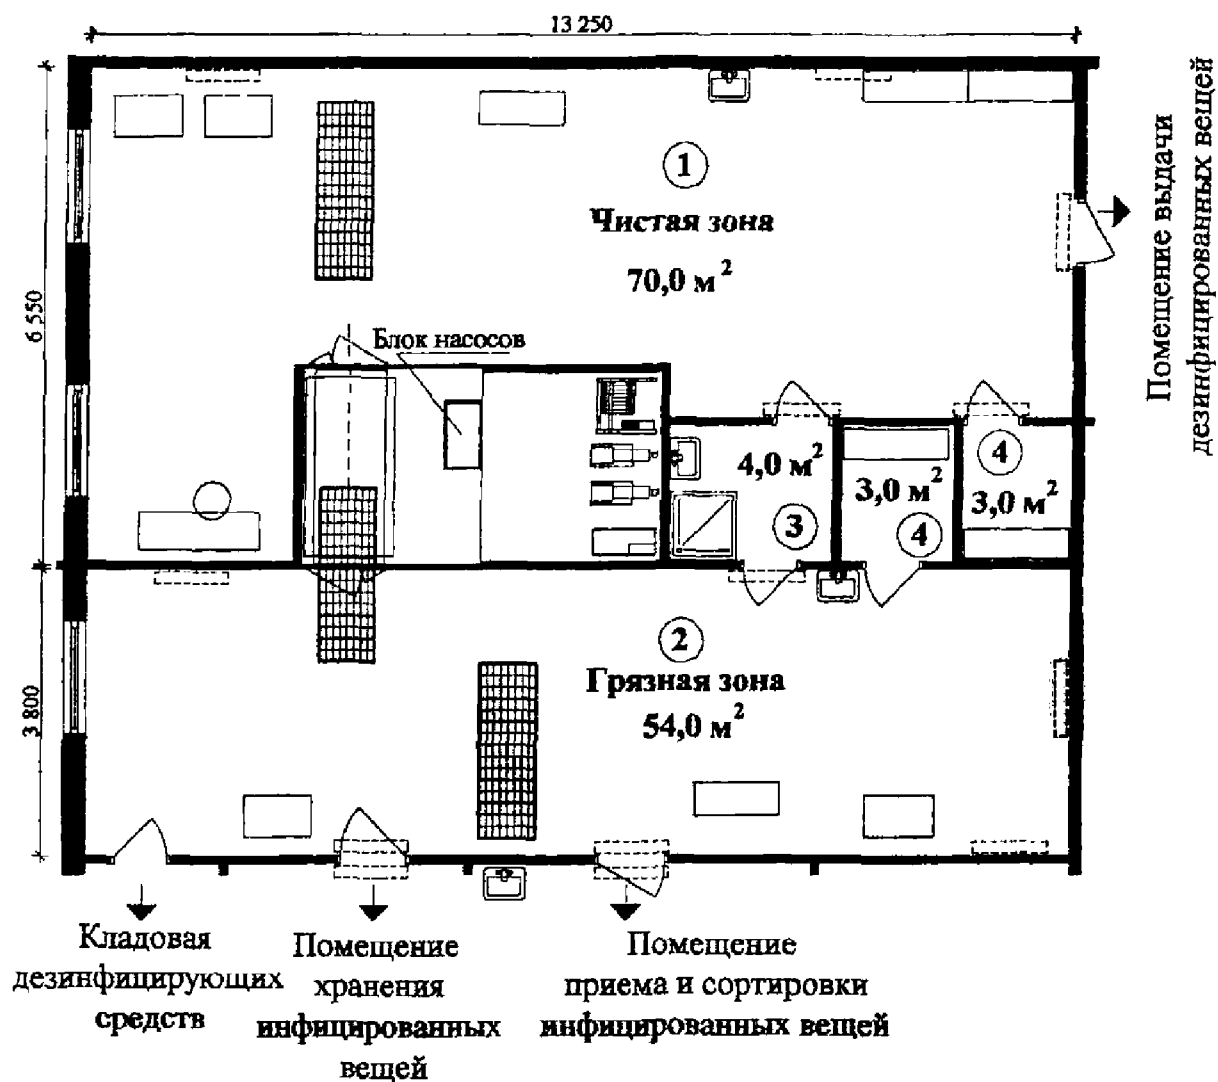 13 250
1
Чистая зона
70,0 м²
Помещение выдачи
дезинфицированных вещей
6 550
Блок насосов
4,0 м²
3
3,0 м²
4
4
3,0 м²
3 800
2
Грязная зона
54,0 м²
Кладовая
дезинфицирующих
средств
Помещение
хранения
инфицированных
вещей
Помещение
приема и сортировки
инфицированных вещей